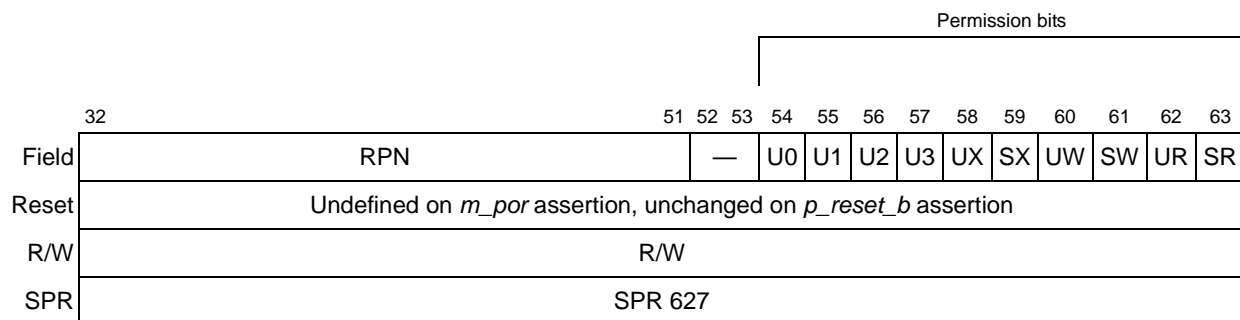 Permission bits
32 51 52 53 54 55 56 57 58 59 60 61 62 63
Field RPN — U0 U1 U2 U3 UX SX UW SW UR SR
Reset Undefined on m_por assertion, unchanged on p_reset_b assertion
R/W R/W
SPR SPR 627